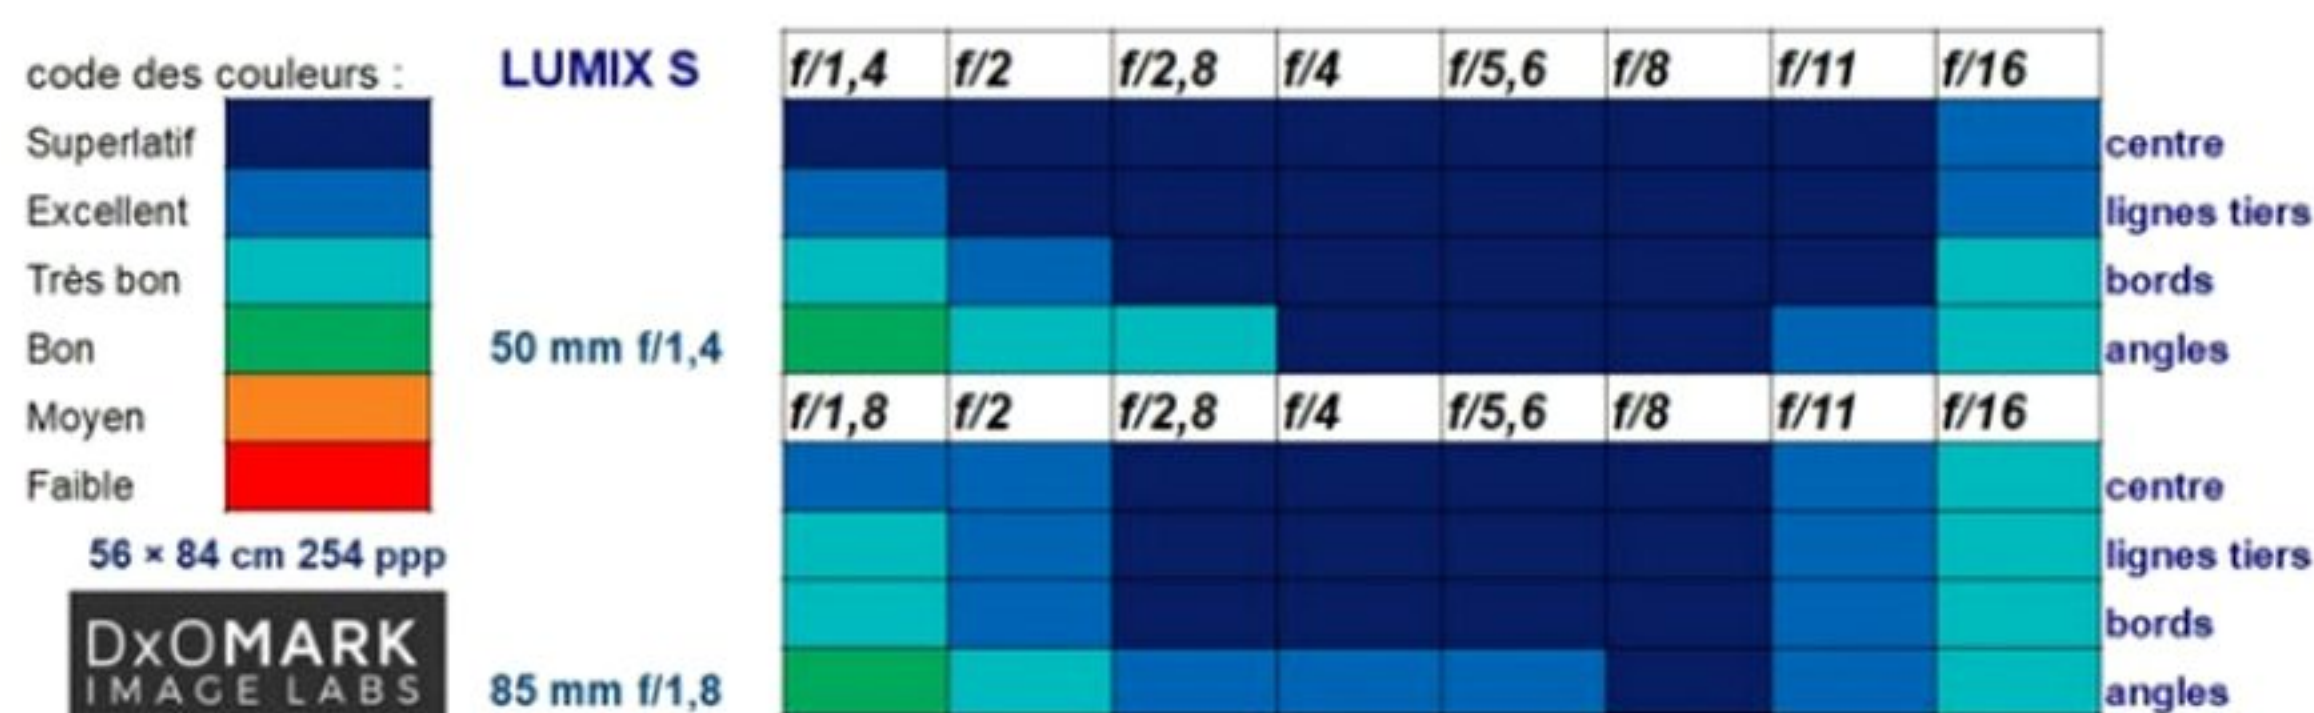 code des couleurs : LUMIX S f/1,4 f/2 f/2,8 f/4 f/5,6 f/8 f/11 f/16
Superlatif centre
Excellent lignes tiers
Très bon bords
Bon 50 mm f/1,4 angles
Moyen f/1,8 f/2 f/2,8 f/4 f/5,6 f/8 f/11 f/16
Faible centre
56 × 84 cm 254 ppp lignes tiers
DxOMARK bords
IMAGE LABS 85 mm f/1,8 angles